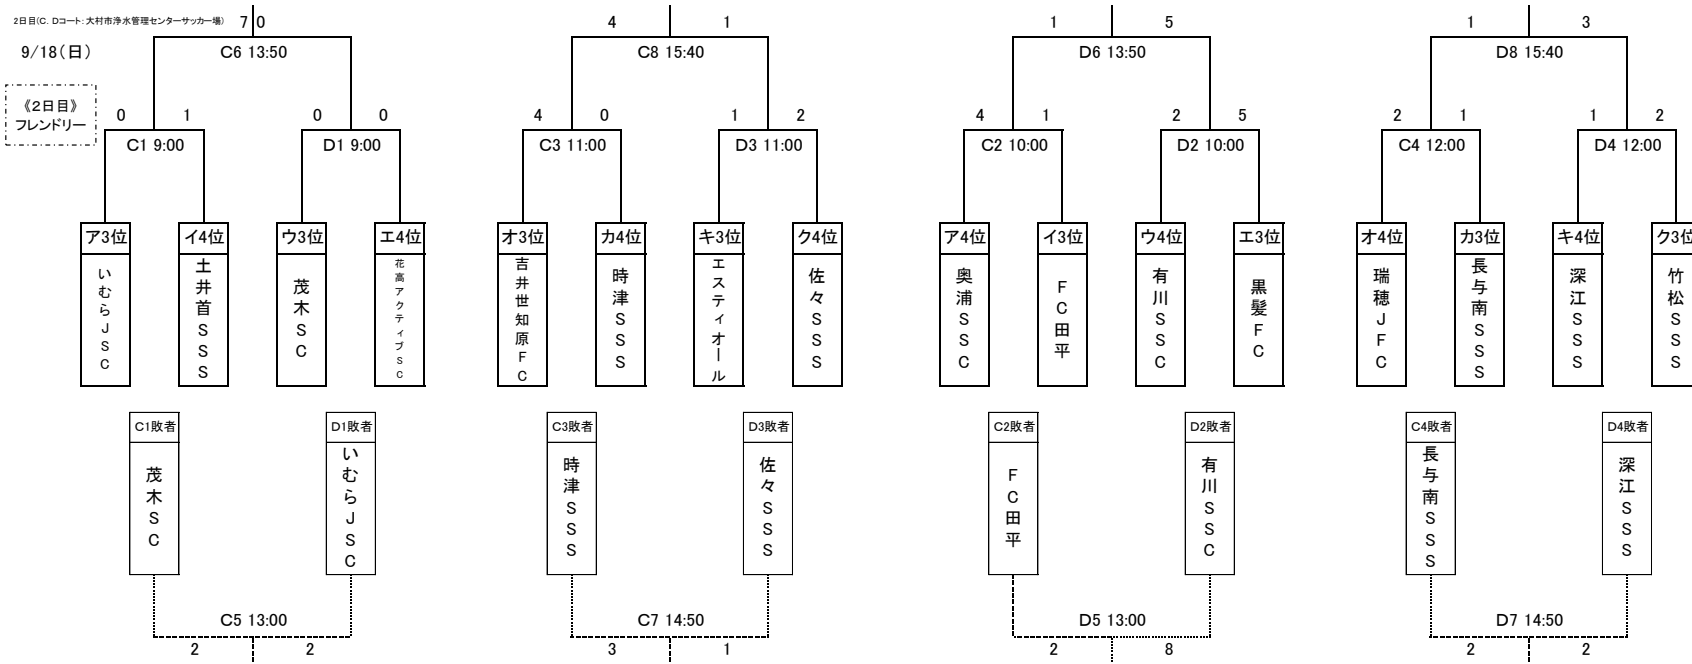 2日目(C．Dコート：大村市浄水管理センターサッカー場)
7 0 4 1 1 5 1 3
9/18(日)
C6 13:50 C8 15:40 D6 13:50 D8 15:40
《2日目》
フレンドリー
0 1 0 0 4 0 1 2 4 1 2 5 2 1 1 2
C1 9:00 D1 9:00 C3 11:00 D3 11:00 C2 10:00 D2 10:00 C4 12:00 D4 12:00
ア3位 イ4位 ウ3位 エ4位 オ3位 カ4位 キ3位 ク4位 ア4位 イ3位 ウ4位 エ3位 オ4位 カ3位 キ4位 ク3位
いむらJSC
土井首SSS
茂木SC
花高アクティブSC
吉井世知原FC
時津SSS
エスティオール
佐々SSS
奥浦SSC
FC田平
有川SSC
黒髪FC
瑞穂JFC
長与南SSS
深江SSS
竹松SSS
C1敗者 D1敗者 C3敗者 D3敗者 C2敗者 D2敗者 C4敗者 D4敗者
茂木SC
いむらJSC
時津SSS
佐々SSS
FC田平
有川SSC
長与南SSS
深江SSS
C5 13:00 C7 14:50 D5 13:00 D7 14:50
2 2 3 1 2 8 2 2